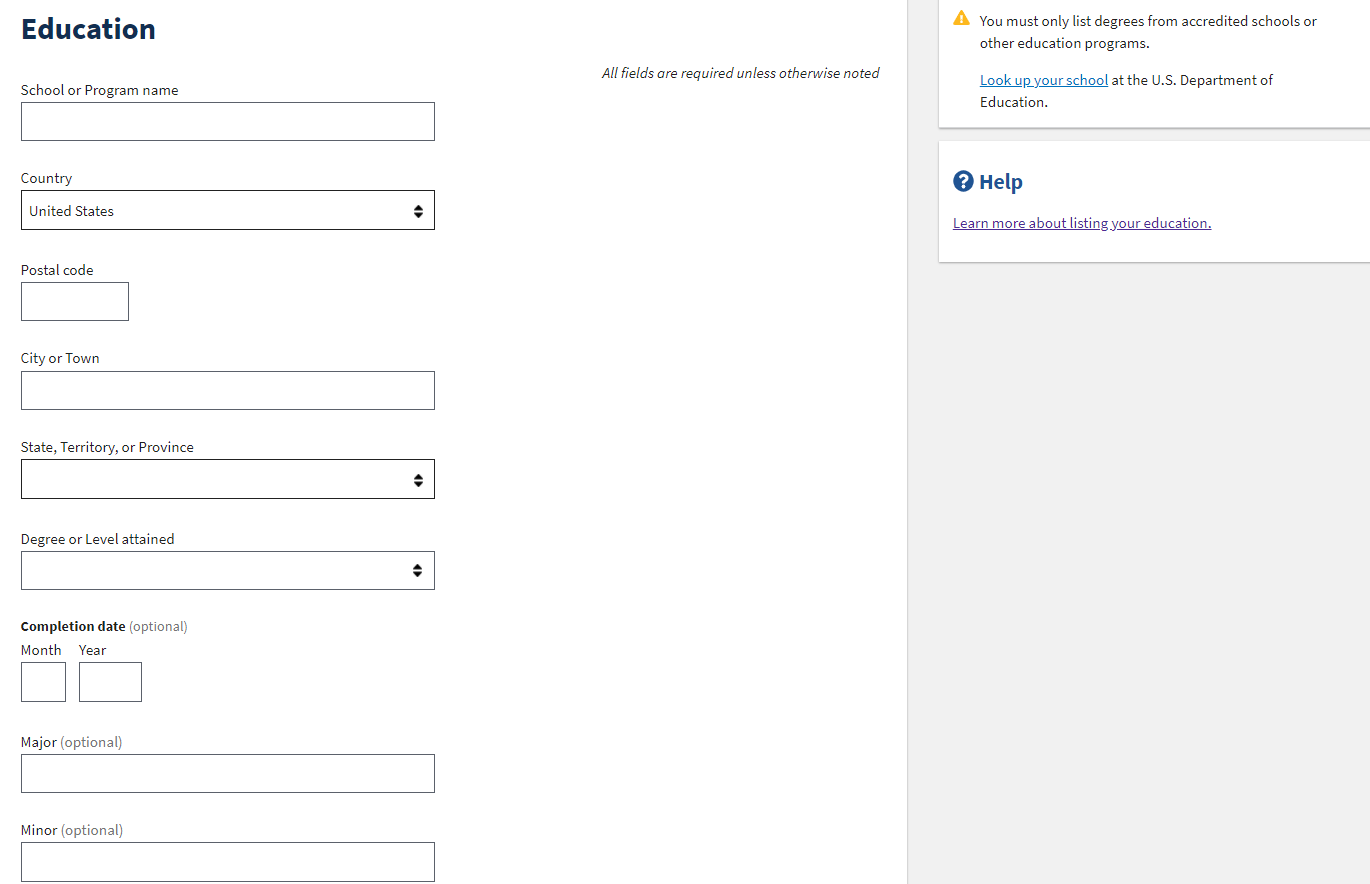 Education
All fields are required unless otherwise noted
School or Program name
Country
United States
Postal code
City or Town
State, Territory, or Province
Degree or Level attained
Completion date (optional)
Month Year
Major (optional)
Minor (optional)
You must only list degrees from accredited schools or
other education programs.
Look up your school at the U.S. Department of
Education.
Help
Learn more about listing your education.